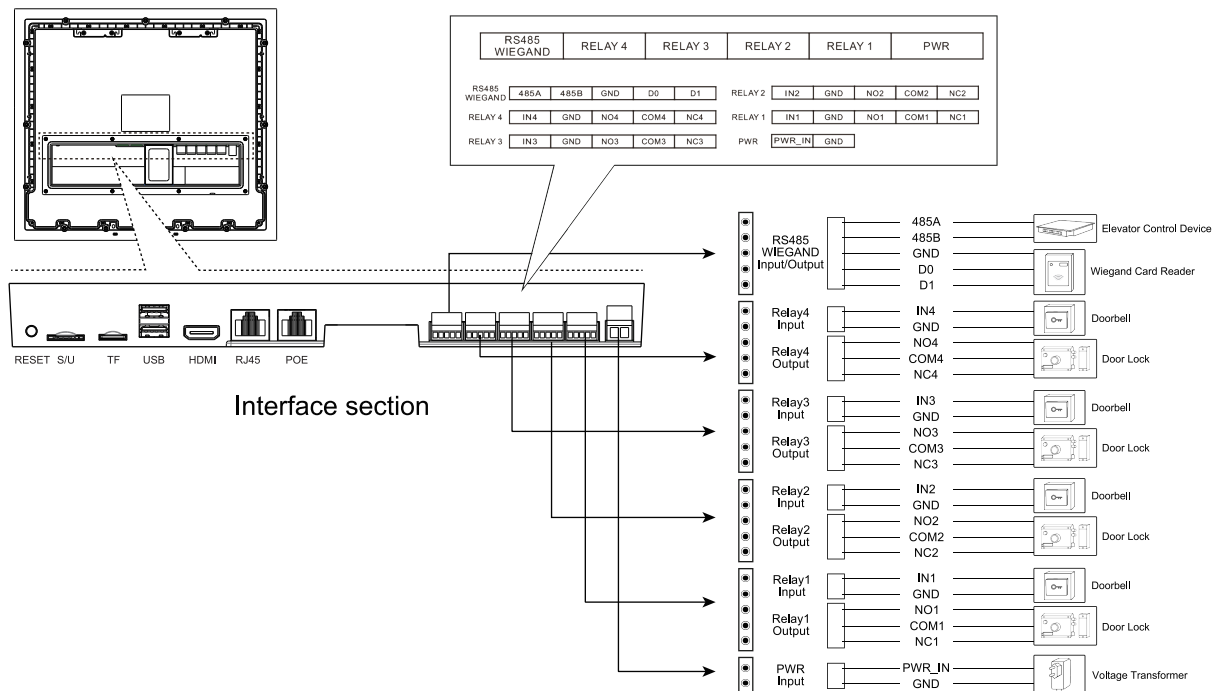 RS485 WIEGAND RELAY 4 RELAY 3 RELAY 2 RELAY 1 PWR
RS485 WIEGAND 485A 485B GND D0 D1
RELAY 4 IN4 GND NO4 COM4 NC4
RELAY 3 IN3 GND NO3 COM3 NC3
RELAY 2 IN2 GND NO2 COM2 NC2
RELAY 1 IN1 GND NO1 COM1 NC1
PWR PWR_IN GND
RESET S/U TF USB HDMI RJ45 POE
Interface section
RS485
WIEGAND
Input/Output
485A
485B
GND
D0
D1
Elevator Control Device
Wiegand Card Reader
Relay4
Input
IN4
GND
Doorbell
Relay4
Output
NO4
COM4
NC4
Door Lock
Relay3
Input
IN3
GND
Doorbell
Relay3
Output
NO3
COM3
NC3
Door Lock
Relay2
Input
IN2
GND
Doorbell
Relay2
Output
NO2
COM2
NC2
Door Lock
Relay1
Input
IN1
GND
Doorbell
Relay1
Output
NO1
COM1
NC1
Door Lock
PWR
Input
PWR_IN
GND
Voltage Transformer